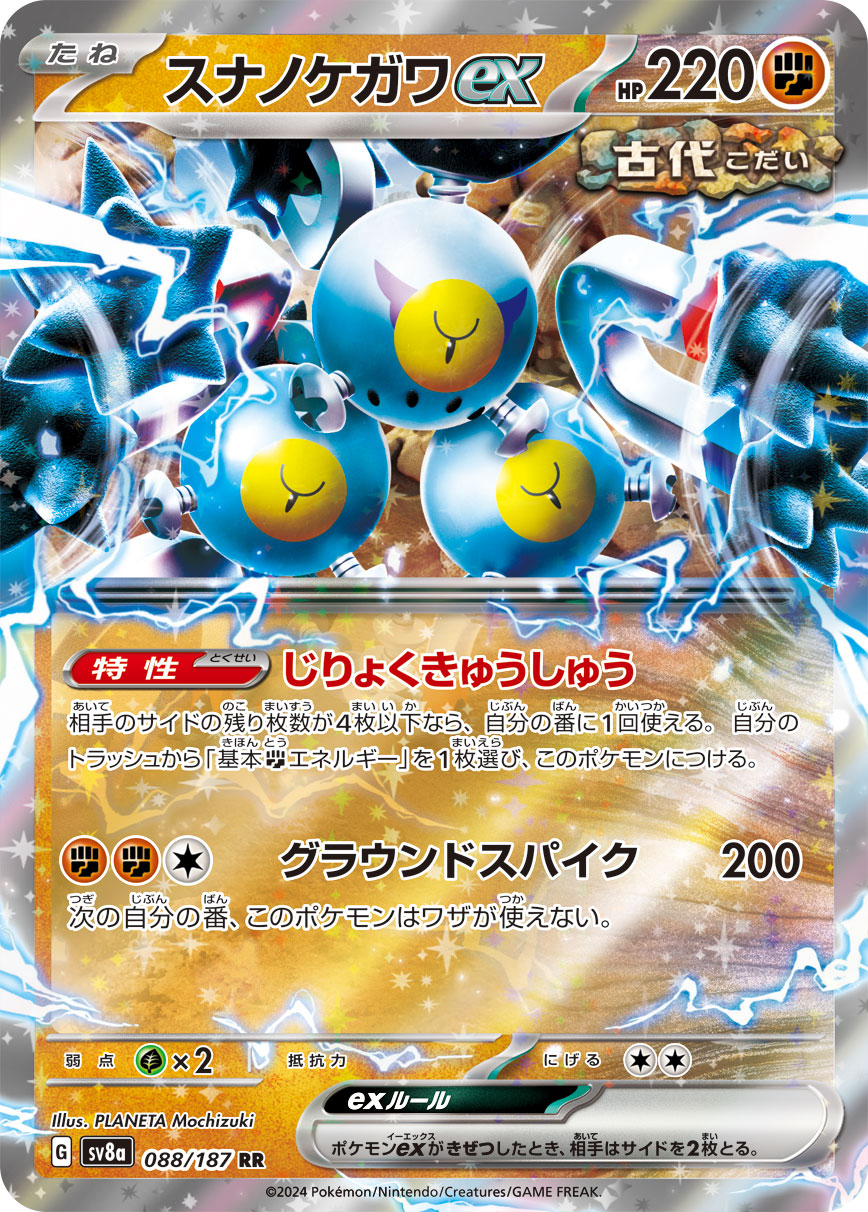 たね スナノケガワex HP220
古代こだい
特性 とくせい じりょくきゅうしゅう
相手のサイドの残り枚数が4枚以下なら、自分の番に1回使える。自分の
トラッシュから「基本エネルギー」を1枚選び、このポケモンにつける。
グラウンドスパイク 200
次の自分の番、このポケモンはワザが使えない。
弱点 ×2 抵抗力 にげる
exルール
ポケモンexがきぜつしたとき、相手はサイドを2枚とる。
Illus. PLANETA Mochizuki
G sv8a 088/187 RR
©2024 Pokémon/Nintendo/Creatures/GAME FREAK.